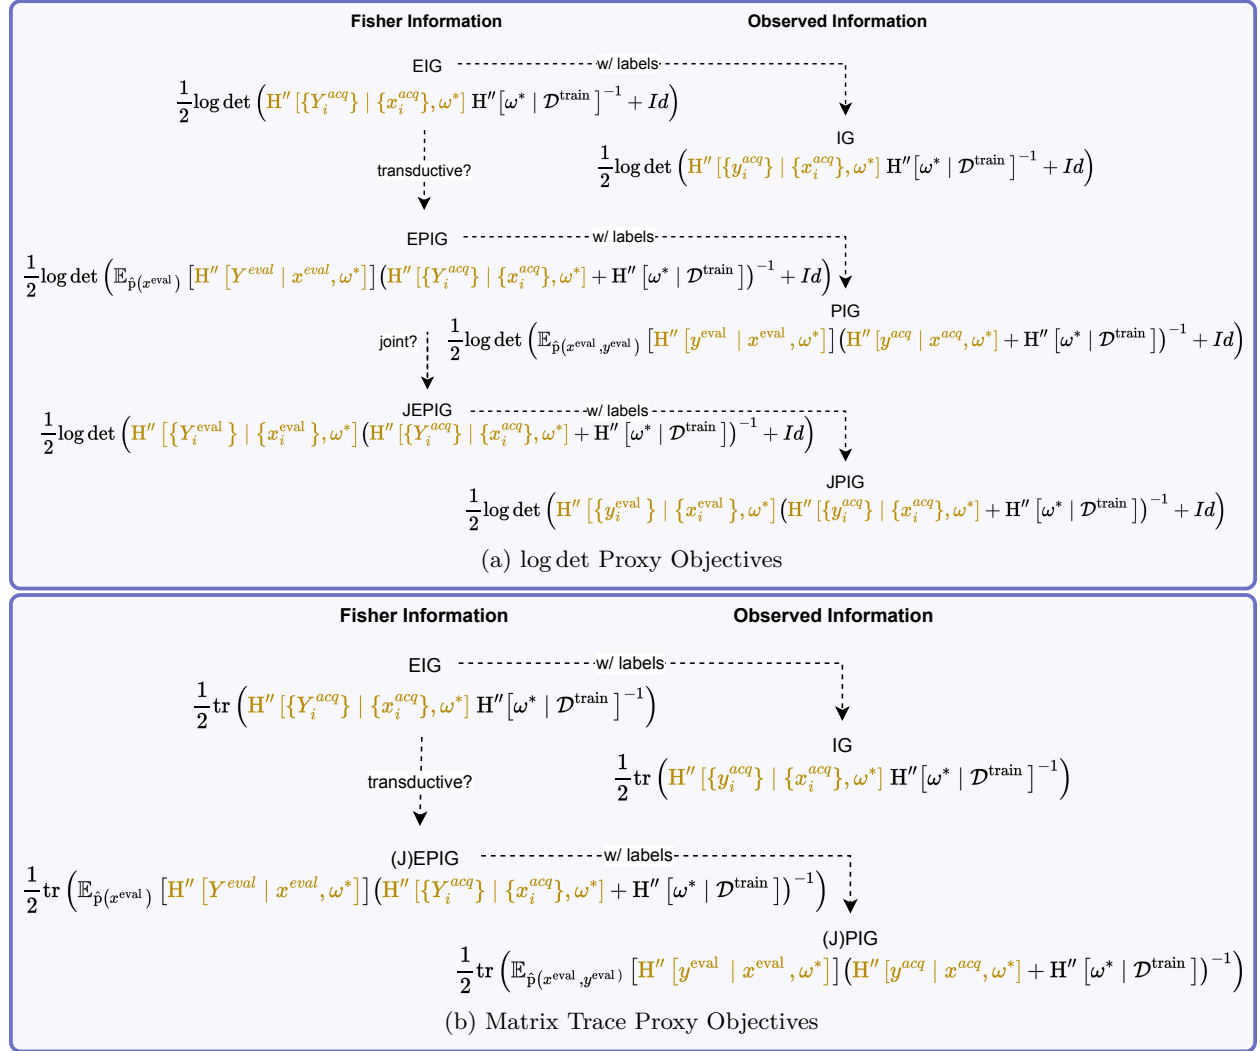 Fisher Information Observed Information
EIG w/ labels
½ log det (H″[{Y_i^acq} | {x_i^acq}, ω*] H″[ω* | 𝒟^train]^−1 + Id)
IG
transductive?
½ log det (H″[{y_i^acq} | {x_i^acq}, ω*] H″[ω* | 𝒟^train]^−1 + Id)
EPIG w/ labels
½ log det (𝔼_p̂(x^eval) [H″[Y^eval | x^eval, ω*]] (H″[{Y_i^acq} | {x_i^acq}, ω*] + H″[ω* | 𝒟^train])^−1 + Id)
PIG
joint?
½ log det (𝔼_p̂(x^eval, y^eval) [H″[y^eval | x^eval, ω*]] (H″[y^acq | x^acq, ω*] + H″[ω* | 𝒟^train])^−1 + Id)
JEPIG w/ labels
½ log det (H″[{Y_i^eval} | {x_i^eval}, ω*] (H″[{Y_i^acq} | {x_i^acq}, ω*] + H″[ω* | 𝒟^train])^−1 + Id)
JPIG
½ log det (H″[{y_i^eval} | {x_i^eval}, ω*] (H″[{y_i^acq} | {x_i^acq}, ω*] + H″[ω* | 𝒟^train])^−1 + Id)
(a) log det Proxy Objectives
Fisher Information Observed Information
EIG w/ labels
½ tr (H″[{Y_i^acq} | {x_i^acq}, ω*] H″[ω* | 𝒟^train]^−1)
IG
transductive?
½ tr (H″[{y_i^acq} | {x_i^acq}, ω*] H″[ω* | 𝒟^train]^−1)
(J)EPIG w/ labels
½ tr (𝔼_p̂(x^eval) [H″[Y^eval | x^eval, ω*]] (H″[{Y_i^acq} | {x_i^acq}, ω*] + H″[ω* | 𝒟^train])^−1)
(J)PIG
½ tr (𝔼_p̂(x^eval, y^eval) [H″[y^eval | x^eval, ω*]] (H″[y^acq | x^acq, ω*] + H″[ω* | 𝒟^train])^−1)
(b) Matrix Trace Proxy Objectives